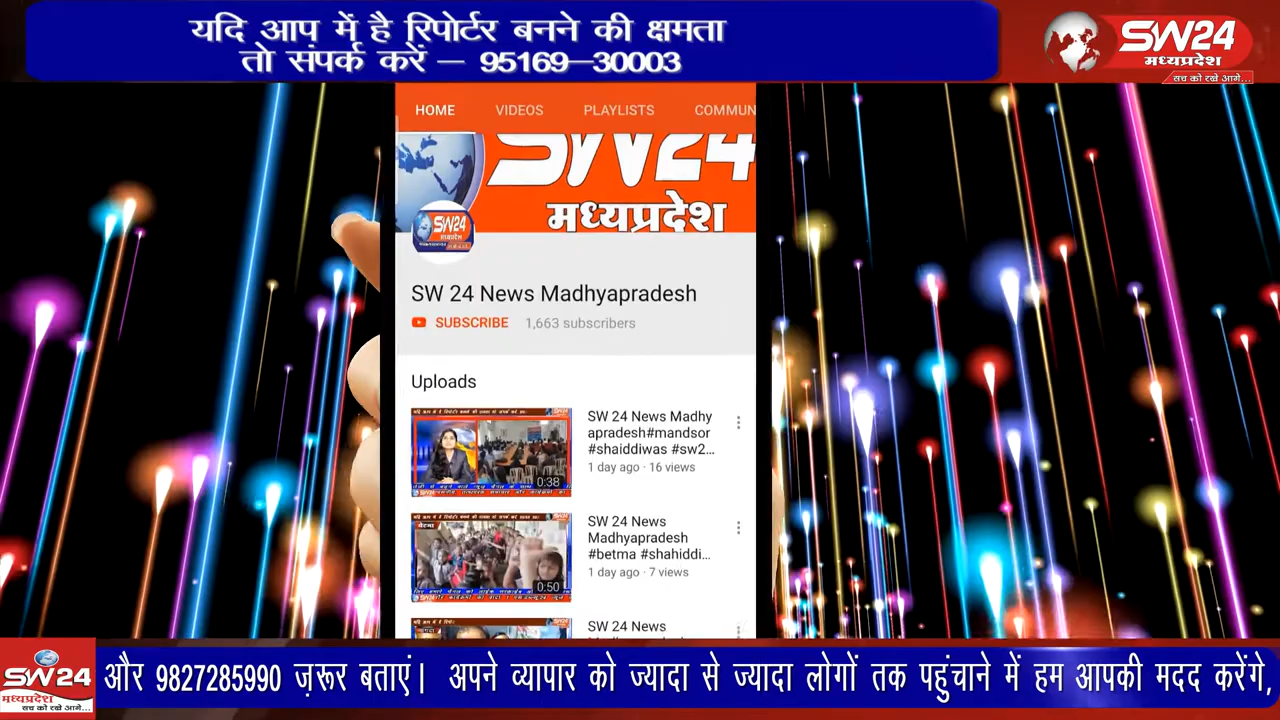 यदि आप में है रिपोर्टर बनने की क्षमता
तो संपर्क करें – 95169–30003
SW24
मध्यप्रदेश
सच को रखे आगे...
HOME VIDEOS PLAYLISTS COMMUN
SW24
मध्यप्रदेश
SW24
SW 24 News Madhyapradesh
SUBSCRIBE 1,663 subscribers
Uploads
SW 24 News Madhy
apradesh#mandsor
#shaiddiwas #sw2...
1 day ago · 16 views
0:38
SW 24 News
Madhyapradesh
#betma #shahiddi...
1 day ago · 7 views
बेटमा
0:50
SW 24 News
SW24
मध्यप्रदेश
सच को रखे आगे...
और 9827285990 ज़रूर बताएं। अपने व्यापार को ज्यादा से ज्यादा लोगों तक पहुंचाने में हम आपकी मदद करेंगे,